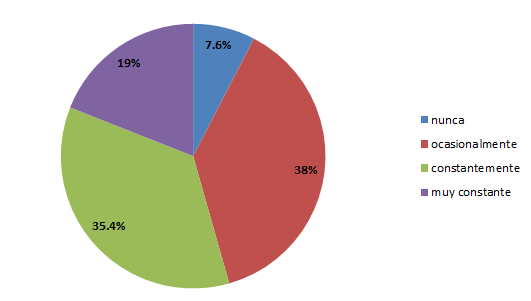 7.6%
19%
38%
35.4%
nunca
ocasionalmente
constantemente
muy constante